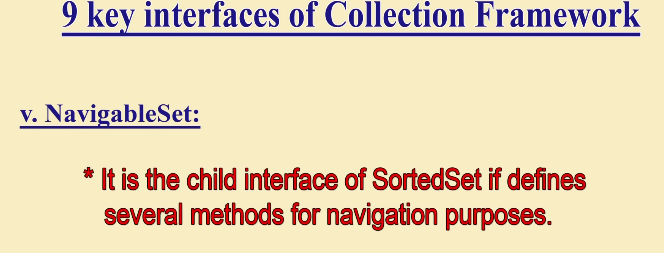 9 key interfaces of Collection Framework
v. NavigableSet:
* It is the child interface of SortedSet if defines
several methods for navigation purposes.